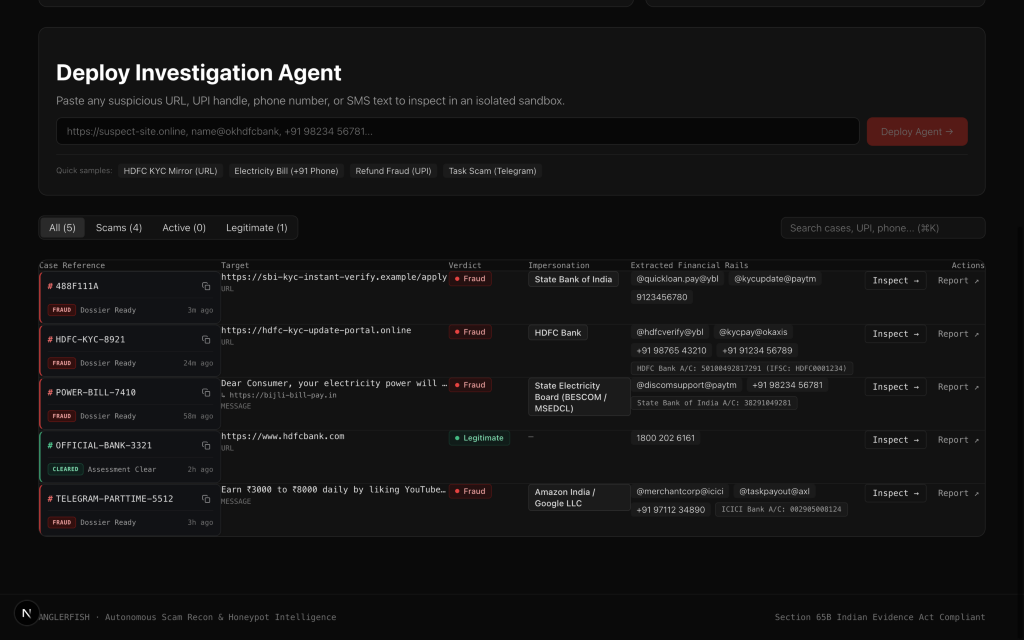 Deploy Investigation Agent
Paste any suspicious URL, UPI handle, phone number, or SMS text to inspect in an isolated sandbox.
https://suspect-site.online, name@okhdfcbank, +91 98234 56781...
Deploy Agent →
Quick samples: HDFC KYC Mirror (URL) Electricity Bill (+91 Phone) Refund Fraud (UPI) Task Scam (Telegram)
All (5) Scams (4) Active (0) Legitimate (1)
Search cases, UPI, phone... (⌘K)
Case Reference Target Verdict Impersonation Extracted Financial Rails Actions
# 488F111A
FRAUD Dossier Ready 3m ago
https://sbi-kyc-instant-verify.example/apply
URL
Fraud
State Bank of India
@quickloan.pay@ybl @kycupdate@paytm
9123456780
Inspect → Report ↗
# HDFC-KYC-8921
FRAUD Dossier Ready 24m ago
https://hdfc-kyc-update-portal.online
URL
Fraud
HDFC Bank
@hdfcverify@ybl @kycpay@okaxis
+91 98765 43210 +91 91234 56789
HDFC Bank A/C: 50100492817291 (IFSC: HDFC0001234)
Inspect → Report ↗
# POWER-BILL-7410
FRAUD Dossier Ready 58m ago
Dear Consumer, your electricity power will …
↳ https://bijli-bill-pay.in
MESSAGE
Fraud
State Electricity
Board (BESCOM /
MSEDCL)
@discomsupport@paytm +91 98234 56781
State Bank of India A/C: 38291049281
Inspect → Report ↗
# OFFICIAL-BANK-3321
CLEARED Assessment Clear 2h ago
https://www.hdfcbank.com
URL
Legitimate
—
1800 202 6161
Inspect → Report ↗
# TELEGRAM-PARTTIME-5512
FRAUD Dossier Ready 3h ago
Earn ₹3000 to ₹8000 daily by liking YouTube…
MESSAGE
Fraud
Amazon India /
Google LLC
@merchantcorp@icici @taskpayout@axl
+91 97112 34890 ICICI Bank A/C: 002905008124
Inspect → Report ↗
N
ANGLERFISH · Autonomous Scam Recon & Honeypot Intelligence
Section 65B Indian Evidence Act Compliant